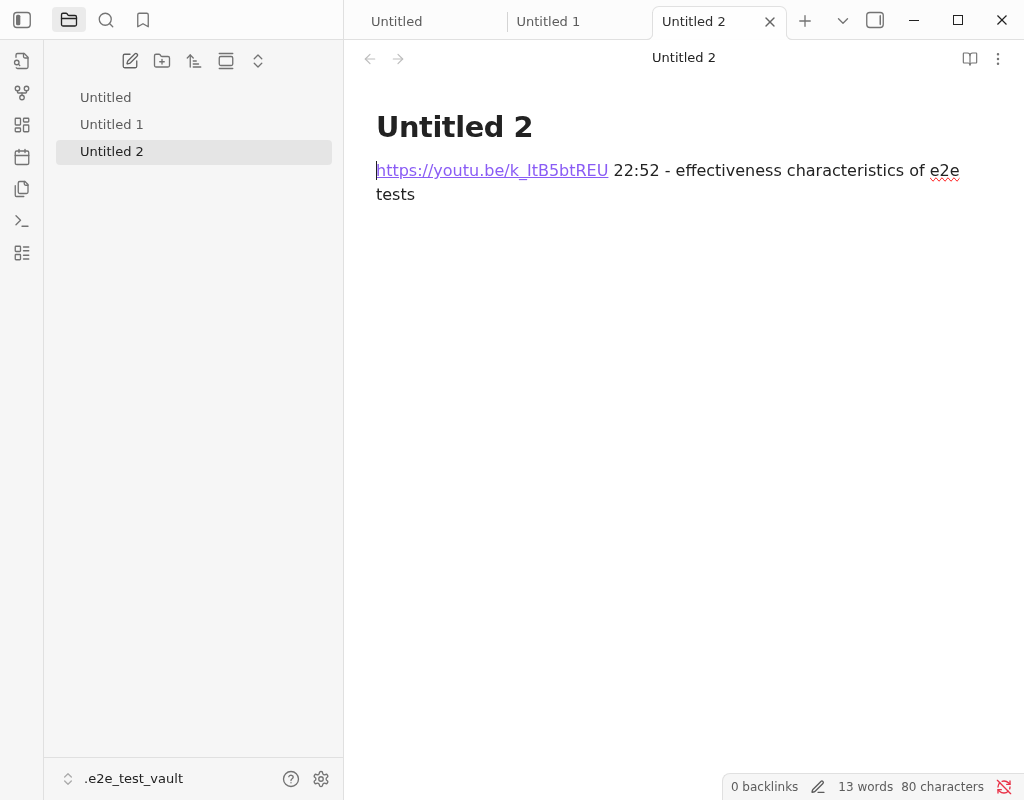 Untitled
Untitled 1
Untitled 2
Untitled 2
Untitled
Untitled 1
Untitled 2
Untitled 2
https://youtu.be/k_ItB5btREU 22:52 - effectiveness characteristics of e2e
tests
.e2e_test_vault
0 backlinks 13 words 80 characters